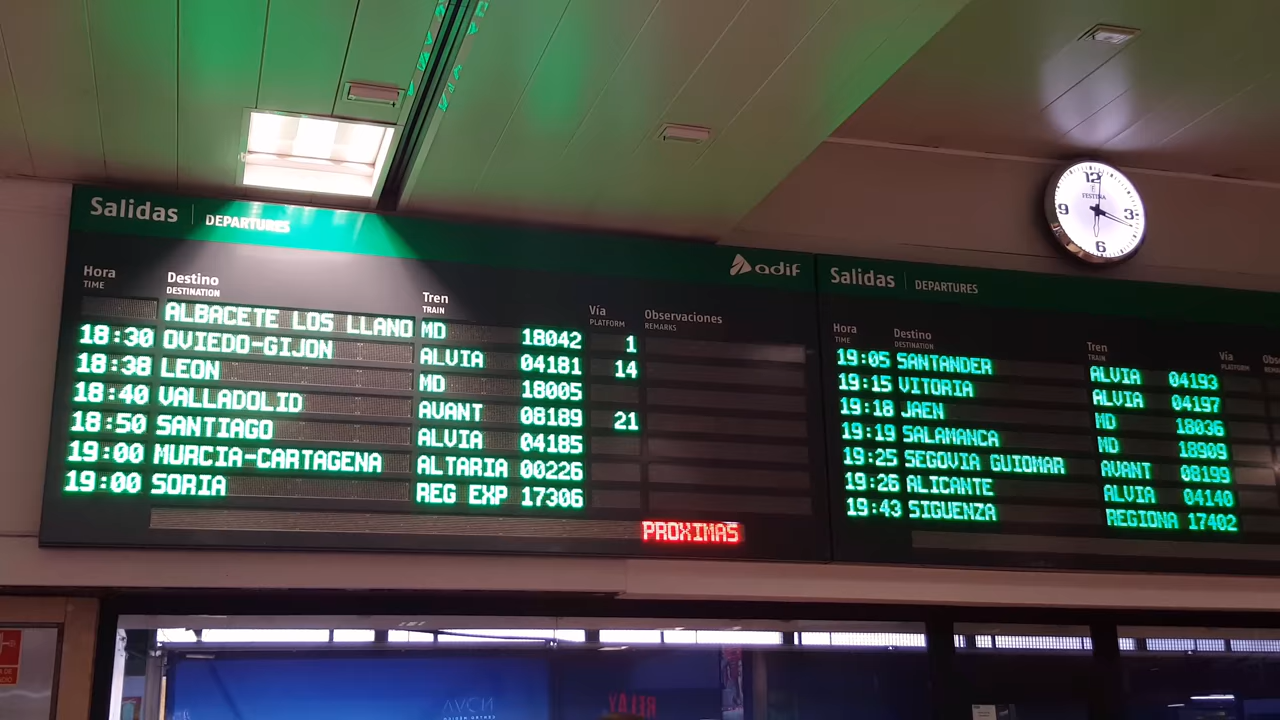 Salidas DEPARTURES
adif
Hora TIME Destino DESTINATION Tren TRAIN Vía PLATFORM Observaciones REMARKS
ALBACETE LOS LLANO MD 18042 1
18:30 OVIEDO-GIJON ALVIA 04181 14
18:38 LEON MD 18005
18:40 VALLADOLID AVANT 08189 21
18:50 SANTIAGO ALVIA 04185
19:00 MURCIA-CARTAGENA ALTARIA 00226
19:00 SORIA REG EXP 17306
PROXIMAS
Salidas DEPARTURES
Hora TIME Destino DESTINATION Tren TRAIN Vía PLATFORM
19:05 SANTANDER ALVIA 04193
19:15 VITORIA ALVIA 04197
19:18 JAEN MD 18036
19:19 SALAMANCA MD 18909
19:25 SEGOVIA GUIOMAR AVANT 08199
19:26 ALICANTE ALVIA 04140
19:43 SIGUENZA REGIONA 17402
12
FESTINA
9 3
6
RELAY